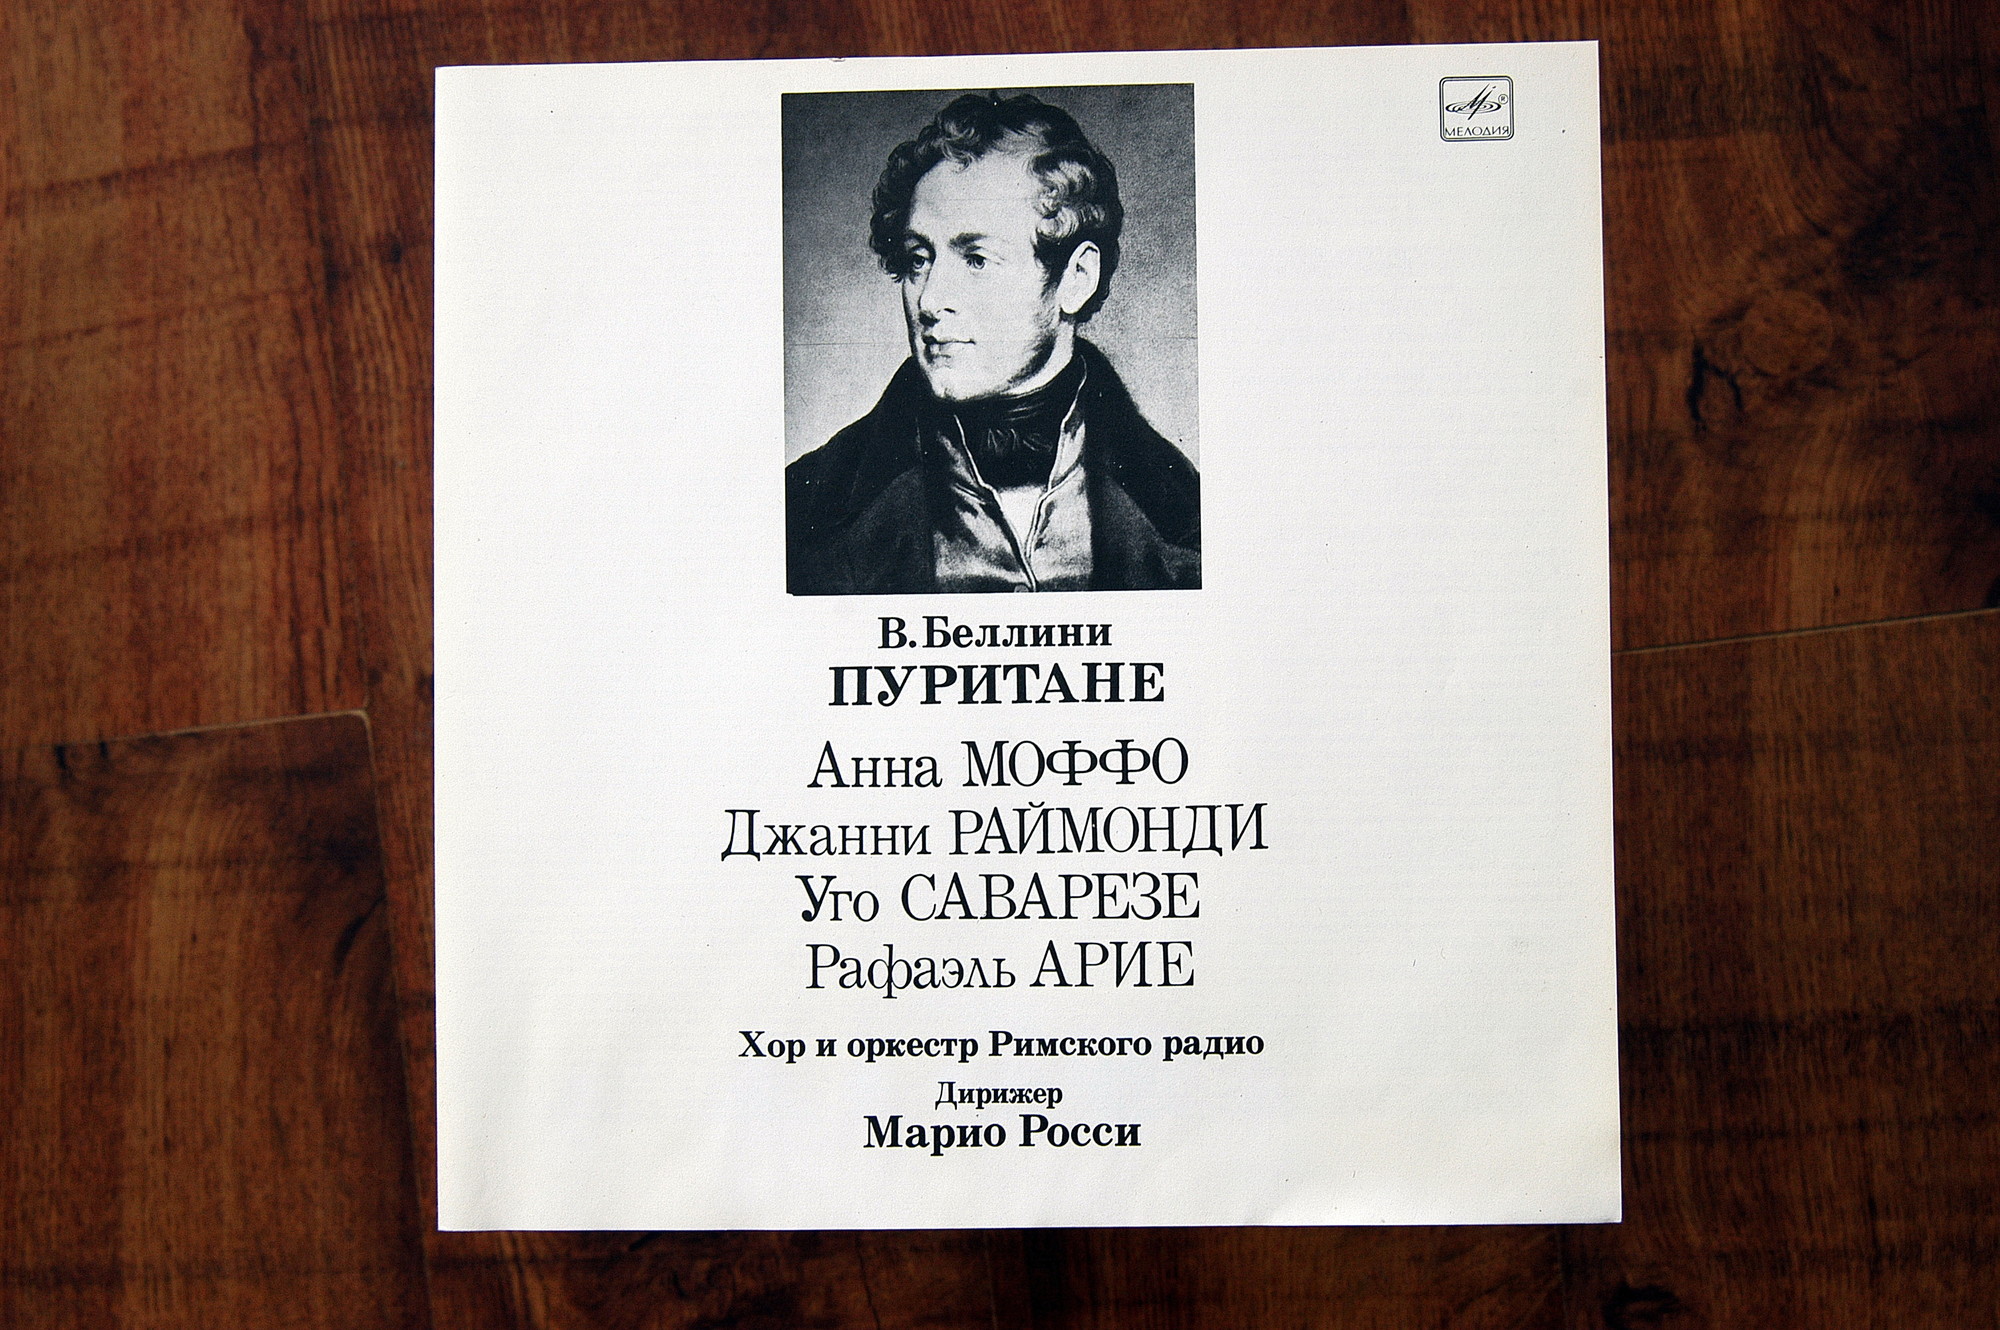 МЕЛОДИЯ
В. Беллини
ПУРИТАНЕ
Анна МОФФО
Джанни РАЙМОНДИ
Уго САВАРЕЗЕ
Рафаэль АРИЕ
Хор и оркестр Римского радио
Дирижер
Марио Росси